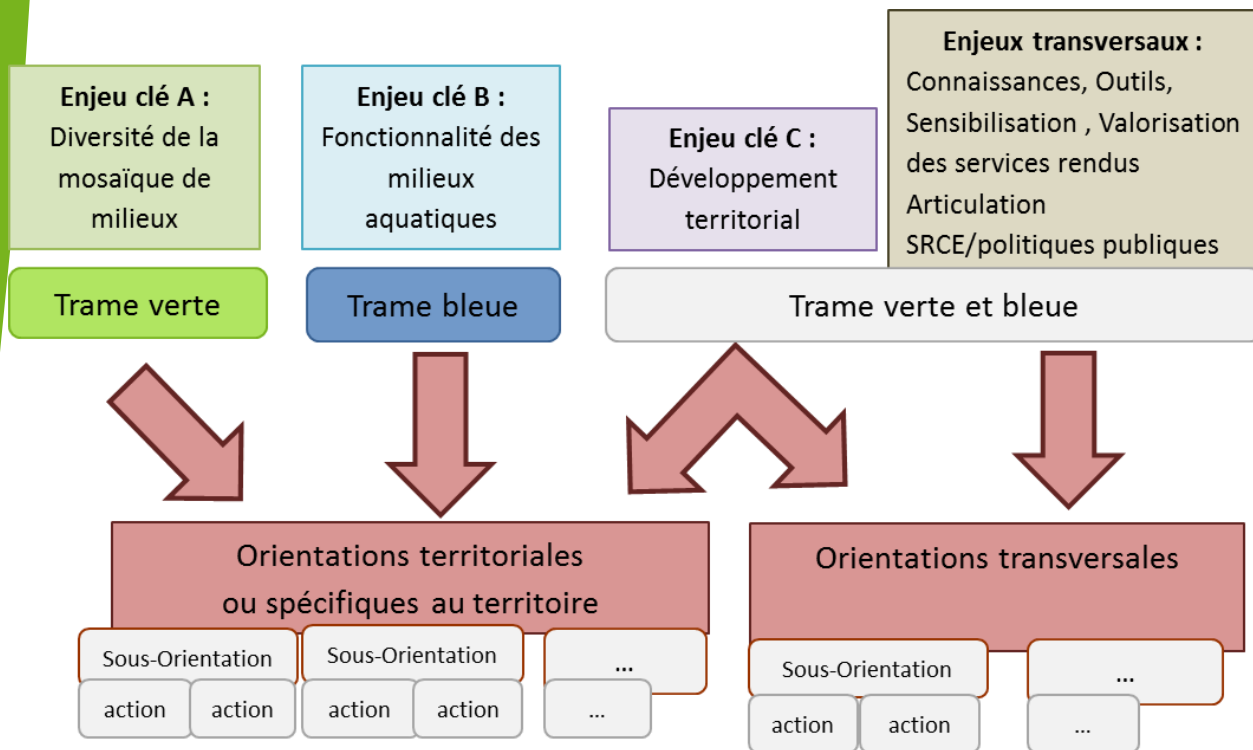 Enjeu clé A :
Diversité de la
mosaïque de
milieux
Enjeu clé B :
Fonctionnalité des
milieux
aquatiques
Enjeu clé C :
Développement
territorial
Enjeux transversaux :
Connaissances, Outils,
Sensibilisation , Valorisation
des services rendus
Articulation
SRCE/politiques publiques
Trame verte
Trame bleue
Trame verte et bleue
Orientations territoriales
ou spécifiques au territoire
Orientations transversales
Sous-Orientation
Sous-Orientation
...
action
action
action
action
...
Sous-Orientation
...
action
action
...